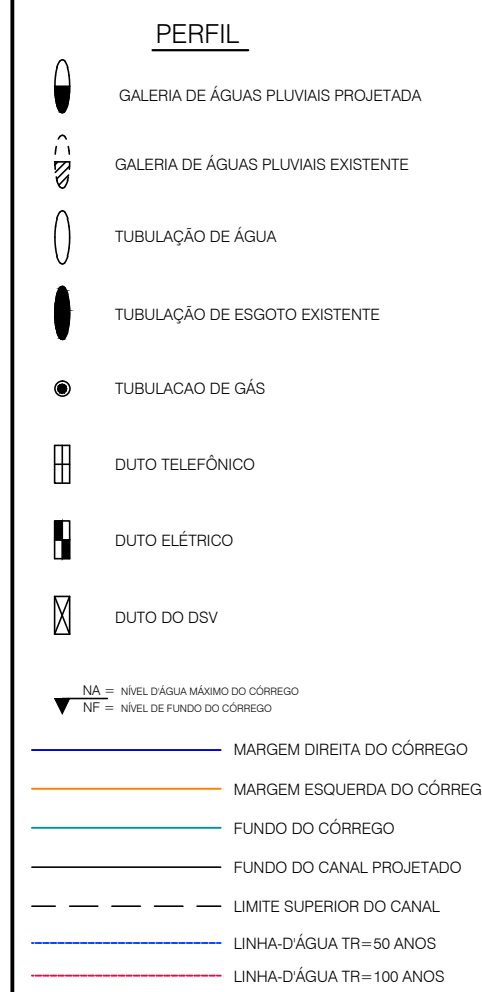 PERFIL
GALERIA DE ÁGUAS PLUVIAIS PROJETADA
GALERIA DE ÁGUAS PLUVIAIS EXISTENTE
TUBULAÇÃO DE ÁGUA
TUBULAÇÃO DE ESGOTO EXISTENTE
TUBULACAO DE GÁS
DUTO TELEFÔNICO
DUTO ELÉTRICO
DUTO DO DSV
NA = NÍVEL D'ÁGUA MÁXIMO DO CÓRREGO
NF = NÍVEL DE FUNDO DO CÓRREGO
MARGEM DIREITA DO CÓRREGO
MARGEM ESQUERDA DO CÓRREG
FUNDO DO CÓRREGO
FUNDO DO CANAL PROJETADO
LIMITE SUPERIOR DO CANAL
LINHA-D'ÁGUA TR=50 ANOS
LINHA-D'ÁGUA TR=100 ANOS